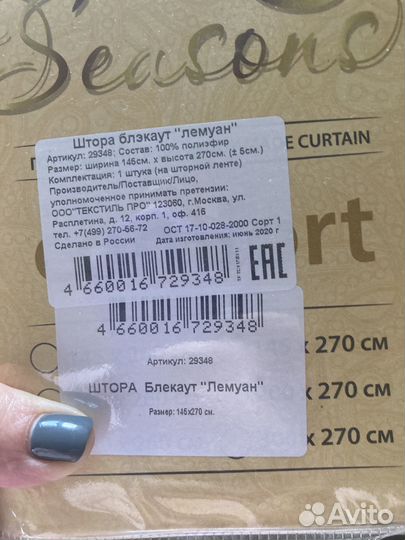 Seasons
Штора блэкаут "лемуан"
Артикул: 29348; Состав: 100% полиэфир
Размер: ширина 146см. х высота 270см. (± 5см.)
Комплектация: 1 штука (на шторной ленте)
Производитель/Поставщик/Лицо,
уполномоченное принимать претензии:
ООО"ТЕКСТИЛЬ ПРО" 123060, г.Москва, ул.
Расплетина, д. 12, корп. 1, оф. 416
тел. +7(499) 270-56-72 ОСТ 17-10-028-2000 Сорт 1
Сделано в России Дата изготовления: июнь 2020 г
EAC
4 660016 729348
CURTAIN
rt
4 660016 729348
Артикул: 29348
ШТОРА Блекаут "Лемуан"
Размер: 145х270 см.
x 270 см
x 270 см
x 270 см
Avito